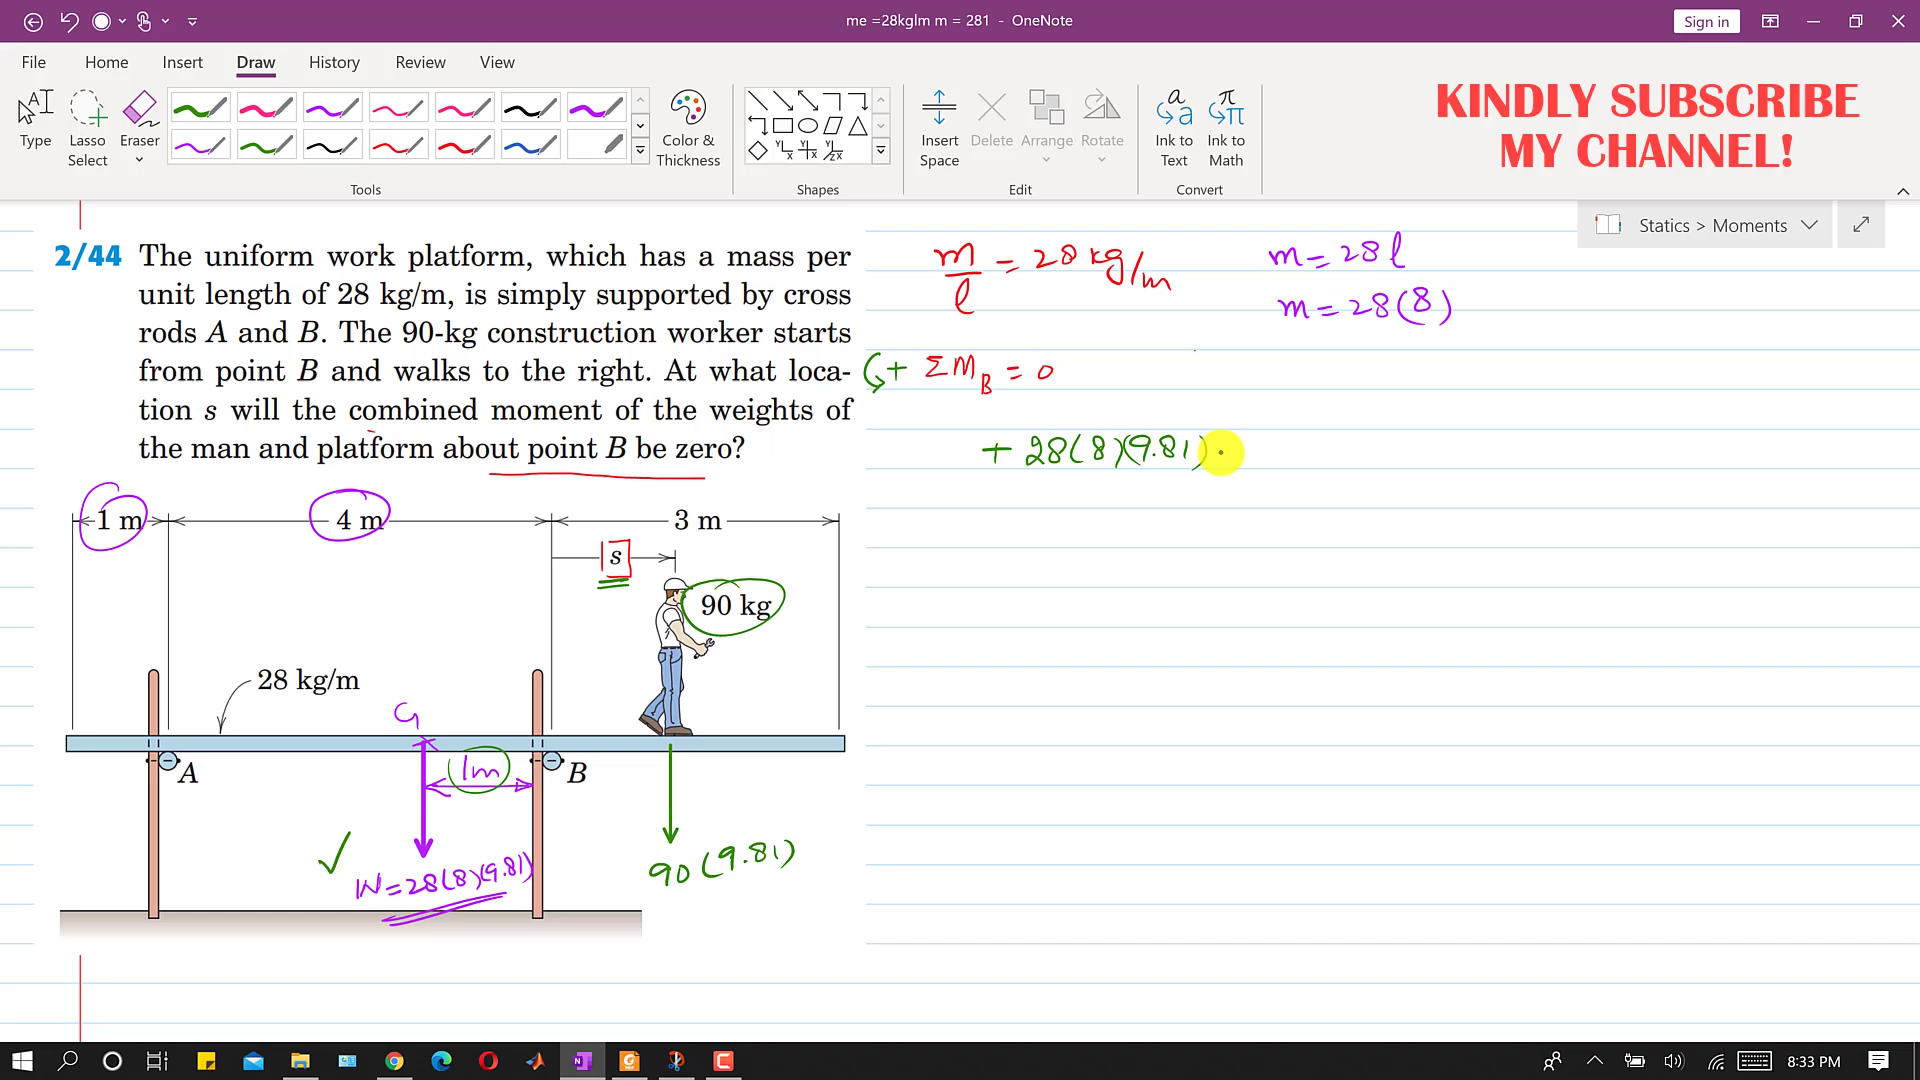 me =28kglm m = 281 - OneNote
Sign in
File Home Insert Draw History Review View
KINDLY SUBSCRIBE
MY CHANNEL!
Type
Lasso
Select
Eraser
Color &
Thickness
Insert
Space
Delete
Arrange
Rotate
Ink to
Text
Ink to
Math
Tools
Shapes
Edit
Convert
Statics > Moments
2/44 The uniform work platform, which has a mass per
unit length of 28 kg/m, is simply supported by cross
rods A and B. The 90-kg construction worker starts
from point B and walks to the right. At what loca-
tion s will the combined moment of the weights of
the man and platform about point B be zero?
m/l = 28 kg/m
m = 28 l
m = 28(8)
+ ΣM_B = 0
+ 28(8)(9.81)
1 m
4 m
3 m
s
90 kg
28 kg/m
G
1m
A
B
W = 28(8)(9.81)
90(9.81)
8:33 PM